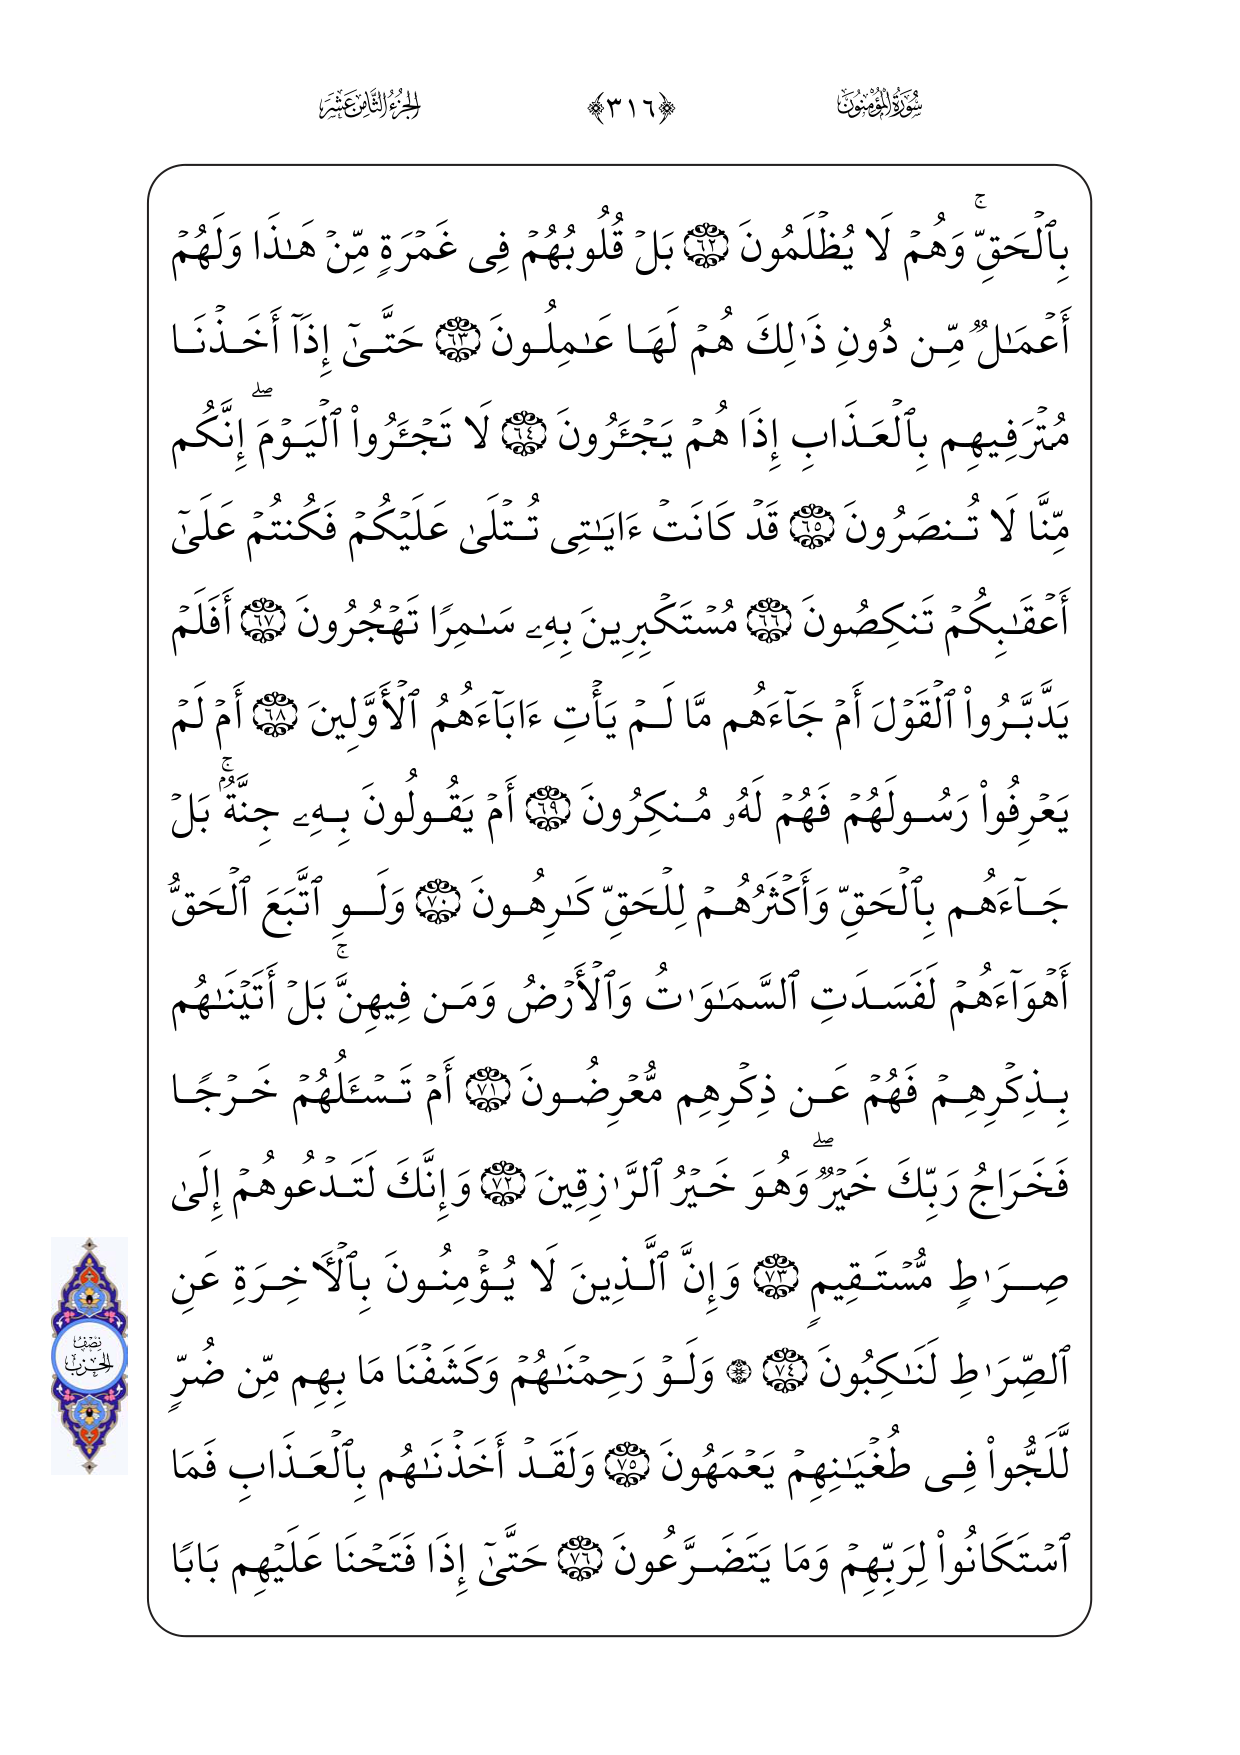 سُورَةُ المُؤْمِنُونَ ﴿٣١٦﴾ الجُزْءُ الثَّامِنَ عَشَرَ
بِٱلۡحَقِّۚ وَهُمۡ لَا يُظۡلَمُونَ ٦٢ بَلۡ قُلُوبُهُمۡ فِي غَمۡرَةٖ مِّنۡ هَٰذَا وَلَهُمۡ
أَعۡمَٰلٞ مِّن دُونِ ذَٰلِكَ هُمۡ لَهَا عَٰمِلُونَ ٦٣ حَتَّىٰٓ إِذَآ أَخَذۡنَا
مُتۡرَفِيهِم بِٱلۡعَذَابِ إِذَا هُمۡ يَجۡـَٔرُونَ ٦٤ لَا تَجۡـَٔرُواْ ٱلۡيَوۡمَۖ إِنَّكُم
مِّنَّا لَا تُنصَرُونَ ٦٥ قَدۡ كَانَتۡ ءَايَٰتِي تُتۡلَىٰ عَلَيۡكُمۡ فَكُنتُمۡ عَلَىٰٓ
أَعۡقَٰبِكُمۡ تَنكِصُونَ ٦٦ مُسۡتَكۡبِرِينَ بِهِۦ سَٰمِرٗا تَهۡجُرُونَ ٦٧ أَفَلَمۡ
يَدَّبَّرُواْ ٱلۡقَوۡلَ أَمۡ جَآءَهُم مَّا لَمۡ يَأۡتِ ءَابَآءَهُمُ ٱلۡأَوَّلِينَ ٦٨ أَمۡ لَمۡ
يَعۡرِفُواْ رَسُولَهُمۡ فَهُمۡ لَهُۥ مُنكِرُونَ ٦٩ أَمۡ يَقُولُونَ بِهِۦ جِنَّةُۢۚ بَلۡ
جَآءَهُم بِٱلۡحَقِّ وَأَكۡثَرُهُمۡ لِلۡحَقِّ كَٰرِهُونَ ٧٠ وَلَوِ ٱتَّبَعَ ٱلۡحَقُّ
أَهۡوَآءَهُمۡ لَفَسَدَتِ ٱلسَّمَٰوَٰتُ وَٱلۡأَرۡضُ وَمَن فِيهِنَّۚ بَلۡ أَتَيۡنَٰهُم
بِذِكۡرِهِمۡ فَهُمۡ عَن ذِكۡرِهِم مُّعۡرِضُونَ ٧١ أَمۡ تَسۡـَٔلُهُمۡ خَرۡجٗا
فَخَرَاجُ رَبِّكَ خَيۡرٞۖ وَهُوَ خَيۡرُ ٱلرَّٰزِقِينَ ٧٢ وَإِنَّكَ لَتَدۡعُوهُمۡ إِلَىٰ
صِرَٰطٖ مُّسۡتَقِيمٖ ٧٣ وَإِنَّ ٱلَّذِينَ لَا يُؤۡمِنُونَ بِٱلۡأٓخِرَةِ عَنِ
ٱلصِّرَٰطِ لَنَٰكِبُونَ ٧٤ ۞ وَلَوۡ رَحِمۡنَٰهُمۡ وَكَشَفۡنَا مَا بِهِم مِّن ضُرّٖ
لَّلَجُّواْ فِي طُغۡيَٰنِهِمۡ يَعۡمَهُونَ ٧٥ وَلَقَدۡ أَخَذۡنَٰهُم بِٱلۡعَذَابِ فَمَا
ٱسۡتَكَانُواْ لِرَبِّهِمۡ وَمَا يَتَضَرَّعُونَ ٧٦ حَتَّىٰٓ إِذَا فَتَحۡنَا عَلَيۡهِم بَابٗا
نِصْفُ
الحِزْبِ